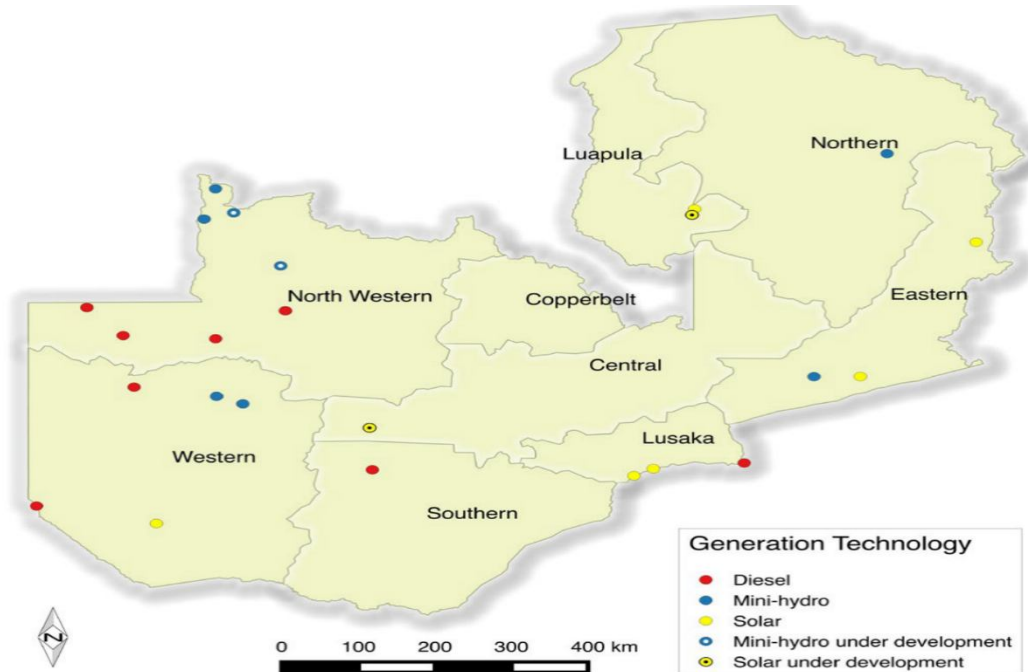 Northern
Luapula
North Western
Copperbelt
Eastern
Central
Lusaka
Western
Southern
Generation Technology
Diesel
Mini-hydro
Solar
Mini-hydro under development
Solar under development
N
0 100 200 300 400 km